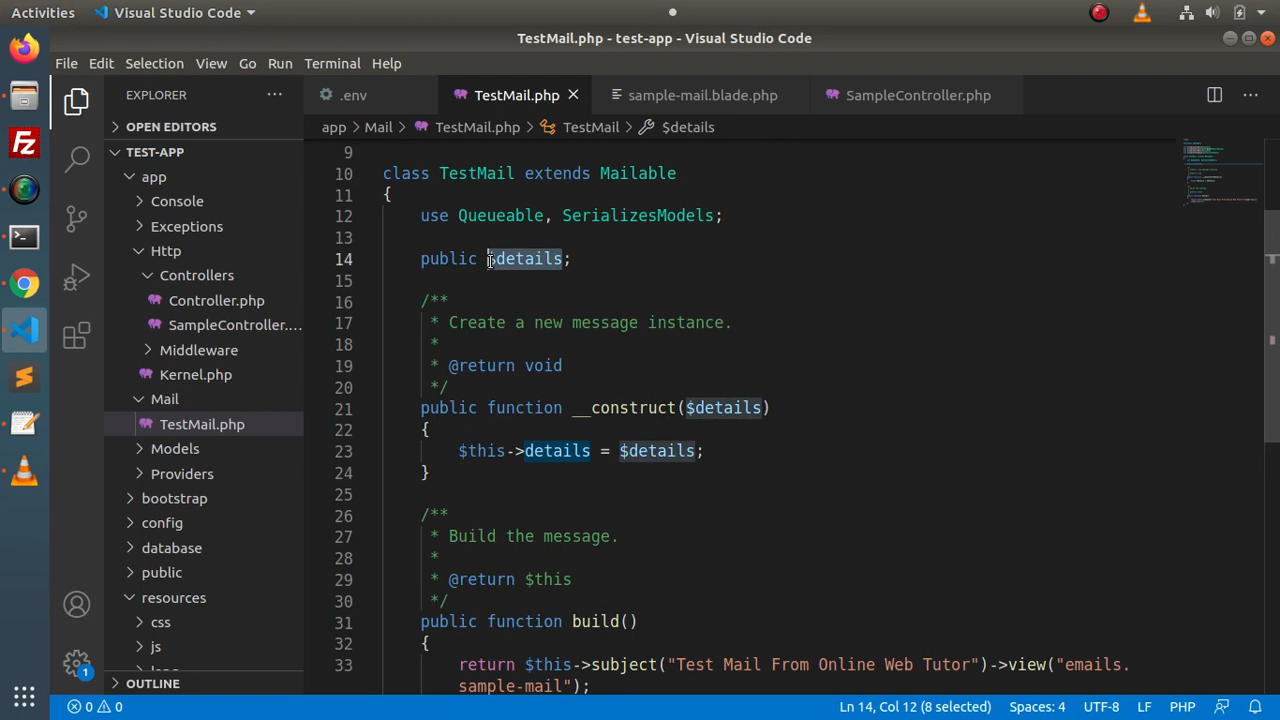 Activities Visual Studio Code
TestMail.php - test-app - Visual Studio Code
File Edit Selection View Go Run Terminal Help
EXPLORER
.env
TestMail.php
sample-mail.blade.php
SampleController.php
app Mail TestMail.php TestMail $details
OPEN EDITORS
TEST-APP
app
Console
Exceptions
Http
Controllers
Controller.php
SampleController....
Middleware
Kernel.php
Mail
TestMail.php
Models
Providers
bootstrap
config
database
public
resources
css
js
OUTLINE
9
10 class TestMail extends Mailable
11 {
12 use Queueable, SerializesModels;
13
14 public $details;
15
16 /**
17 * Create a new message instance.
18 *
19 * @return void
20 */
21 public function __construct($details)
22 {
23 $this->details = $details;
24 }
25
26 /**
27 * Build the message.
28 *
29 * @return $this
30 */
31 public function build()
32 {
33 return $this->subject("Test Mail From Online Web Tutor")->view("emails.
sample-mail");
1
0 0 Ln 14, Col 12 (8 selected) Spaces: 4 UTF-8 LF PHP